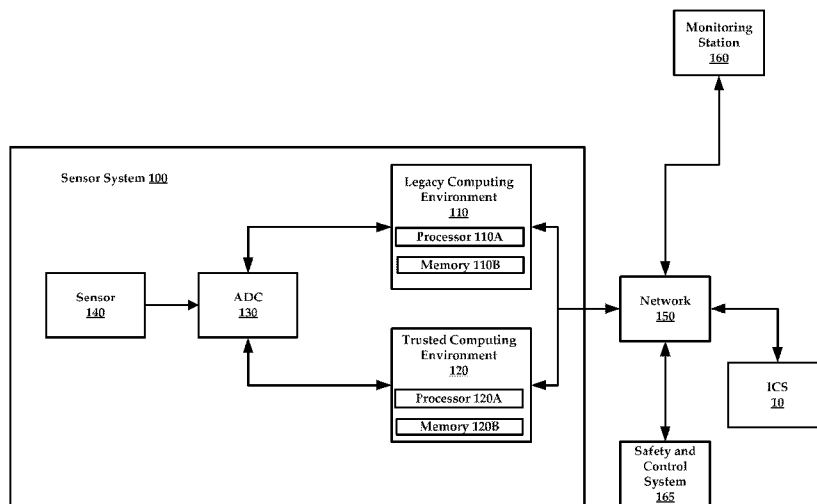 Monitoring
Station
160
Sensor System 100
Legacy Computing
Environment
110
Processor 110A
Memory 110B
Sensor
140
ADC
130
Network
150
Trusted Computing
Environment
120
Processor 120A
Memory 120B
ICS
10
Safety and
Control
System
165